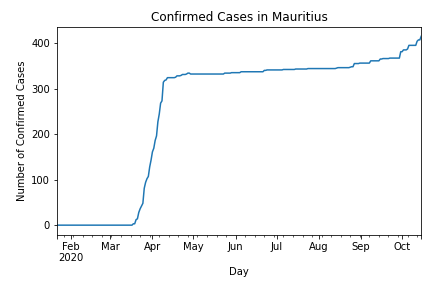 Confirmed Cases in Mauritius
400
300
200
100
0
Number of Confirmed Cases
Feb Mar Apr May Jun Jul Aug Sep Oct
2020
Day